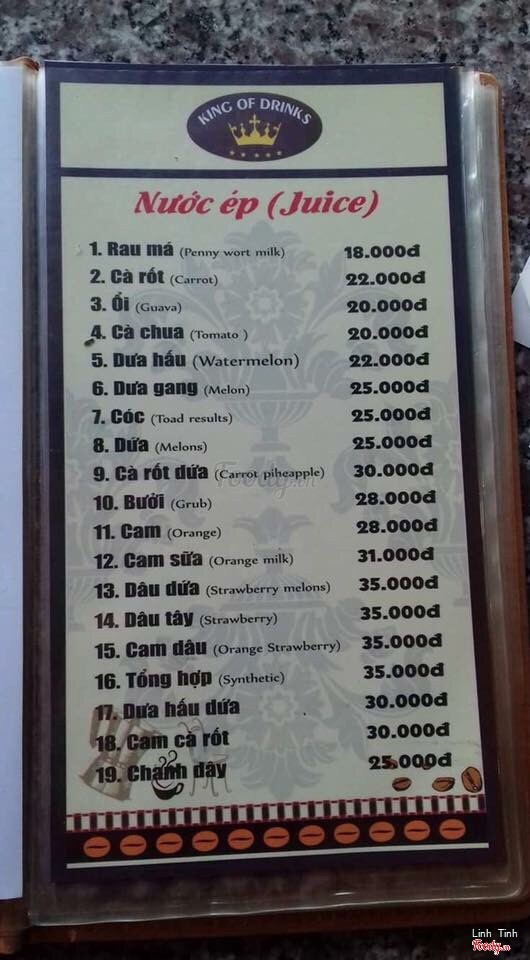 KING OF DRINKS
Nước ép (Juice)
1. Rau má (Penny wort milk) 18.000đ
2. Cà rốt (Carrot) 22.000đ
3. Ổi (Guava) 20.000đ
4. Cà chua (Tomato ) 20.000đ
5. Dưa hấu (Watermelon) 22.000đ
6. Dưa gang (Melon) 25.000đ
7. Cóc (Toad results) 25.000đ
8. Dứa (Melons) 25.000đ
9. Cà rốt dứa (Carrot piheapple) 30.000đ
10. Bưởi (Grub) 28.000đ
11. Cam (Orange) 28.000đ
12. Cam sữa (Orange milk) 31.000đ
13. Dâu dứa (Strawberry melons) 35.000đ
14. Dâu tây (Strawberry) 35.000đ
15. Cam dâu (Orange Strawberry) 35.000đ
16. Tổng hợp (Synthetic) 35.000đ
17. Dưa hấu dứa 30.000đ
18. Cam cà rốt 30.000đ
19. Chanh dây 25.000đ
Foody.vn
Linh Tinh
Foody.vn